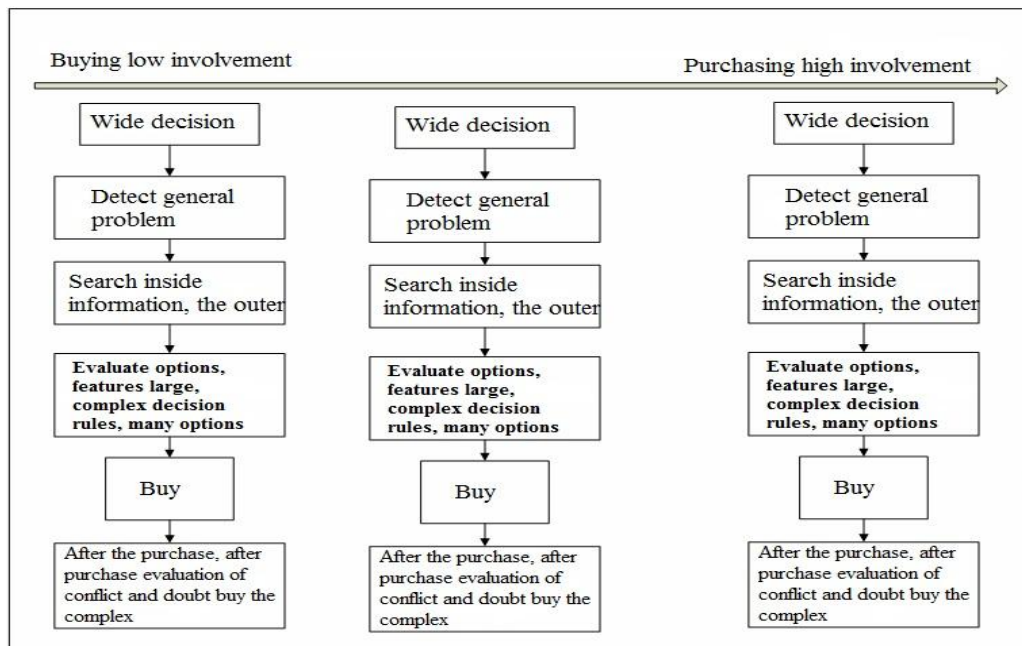 Buying low involvement
Purchasing high involvement
Wide decision
Detect general
problem
Search inside
information, the outer
Evaluate options,
features large,
complex decision
rules, many options
Buy
After the purchase, after
purchase evaluation of
conflict and doubt buy the
complex
Wide decision
Detect general
problem
Search inside
information, the outer
Evaluate options,
features large,
complex decision
rules, many options
Buy
After the purchase, after
purchase evaluation of
conflict and doubt buy the
complex
Wide decision
Detect general
problem
Search inside
information, the outer
Evaluate options,
features large,
complex decision
rules, many options
Buy
After the purchase, after
purchase evaluation of
conflict and doubt buy the
complex